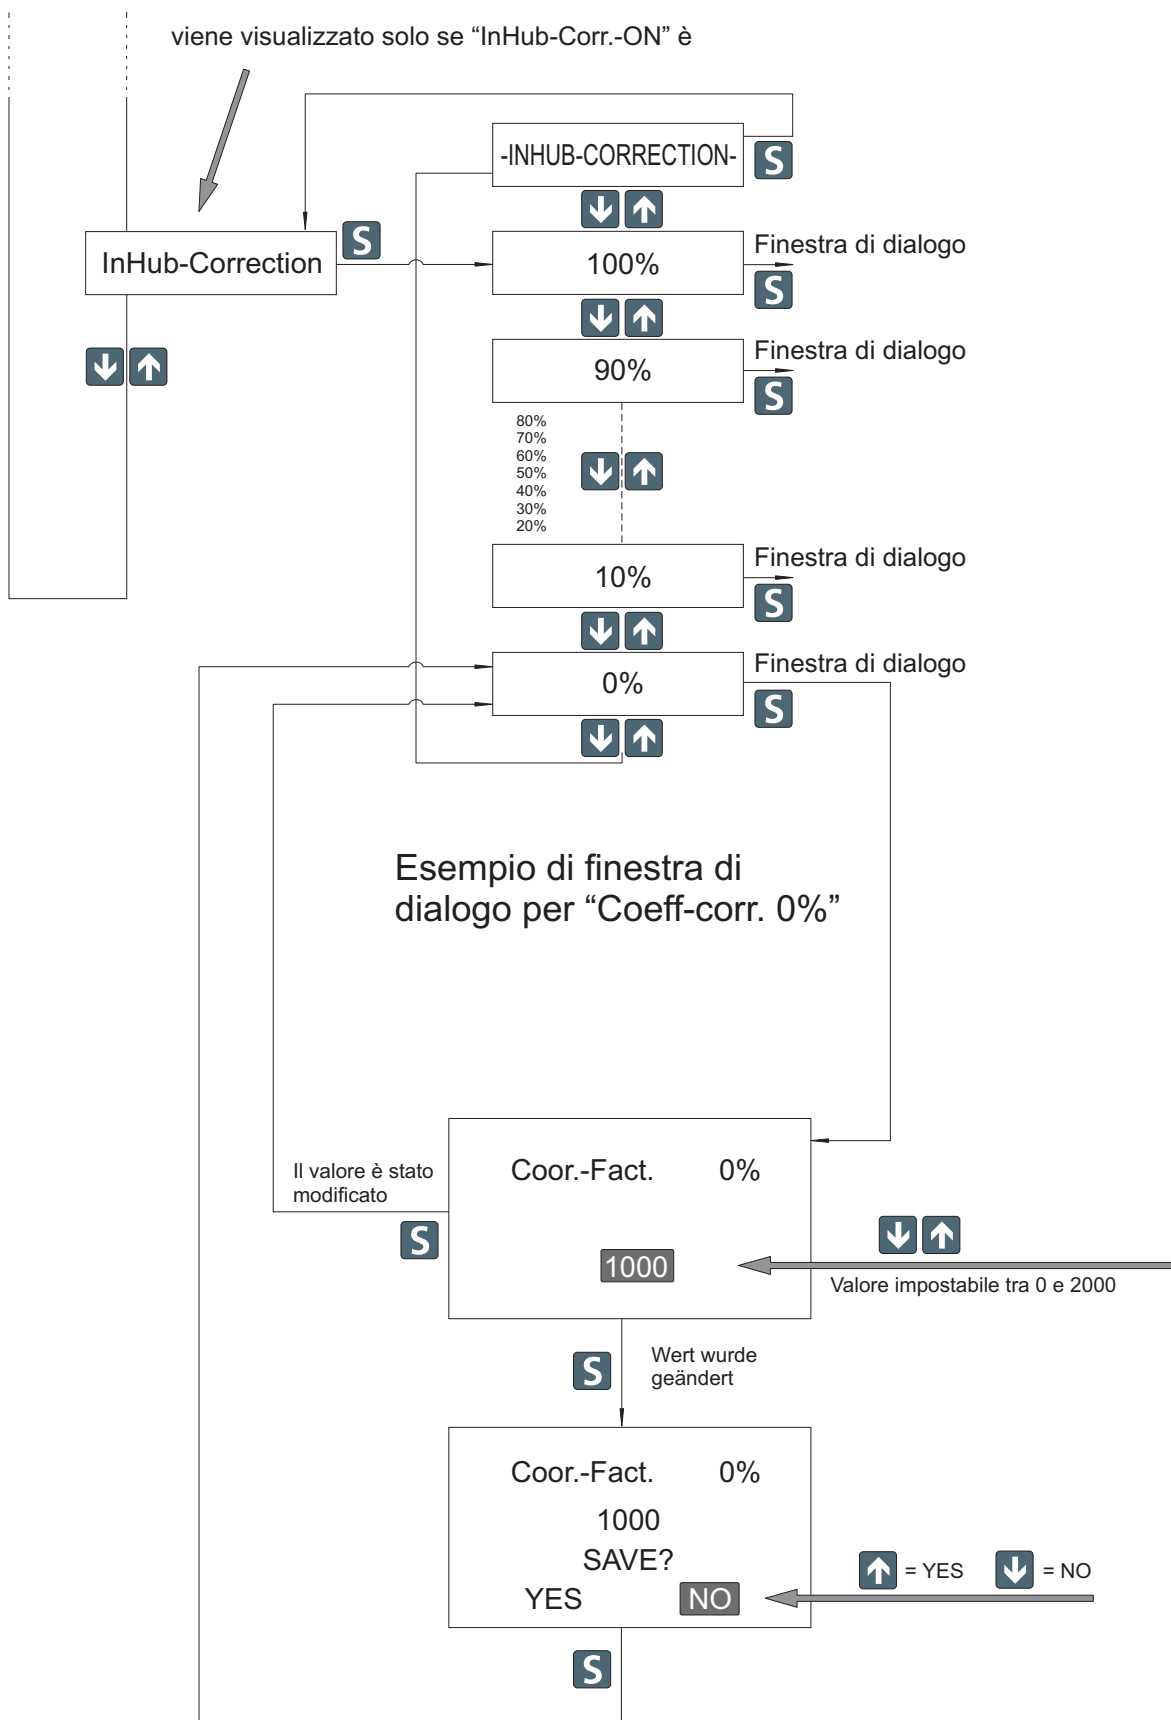 viene visualizzato solo se “InHub-Corr.-ON” è
-INHUB-CORRECTION-
S
InHub-Correction
S
100%
Finestra di dialogo
S
90%
Finestra di dialogo
S
80%
70%
60%
50%
40%
30%
20%
10%
Finestra di dialogo
S
0%
Finestra di dialogo
S
Esempio di finestra di
dialogo per “Coeff-corr. 0%”
Il valore è stato
modificato
S
Coor.-Fact. 0%
1000
Valore impostabile tra 0 e 2000
S
Wert wurde
geändert
Coor.-Fact. 0%
1000
SAVE?
YES NO
= YES = NO
S